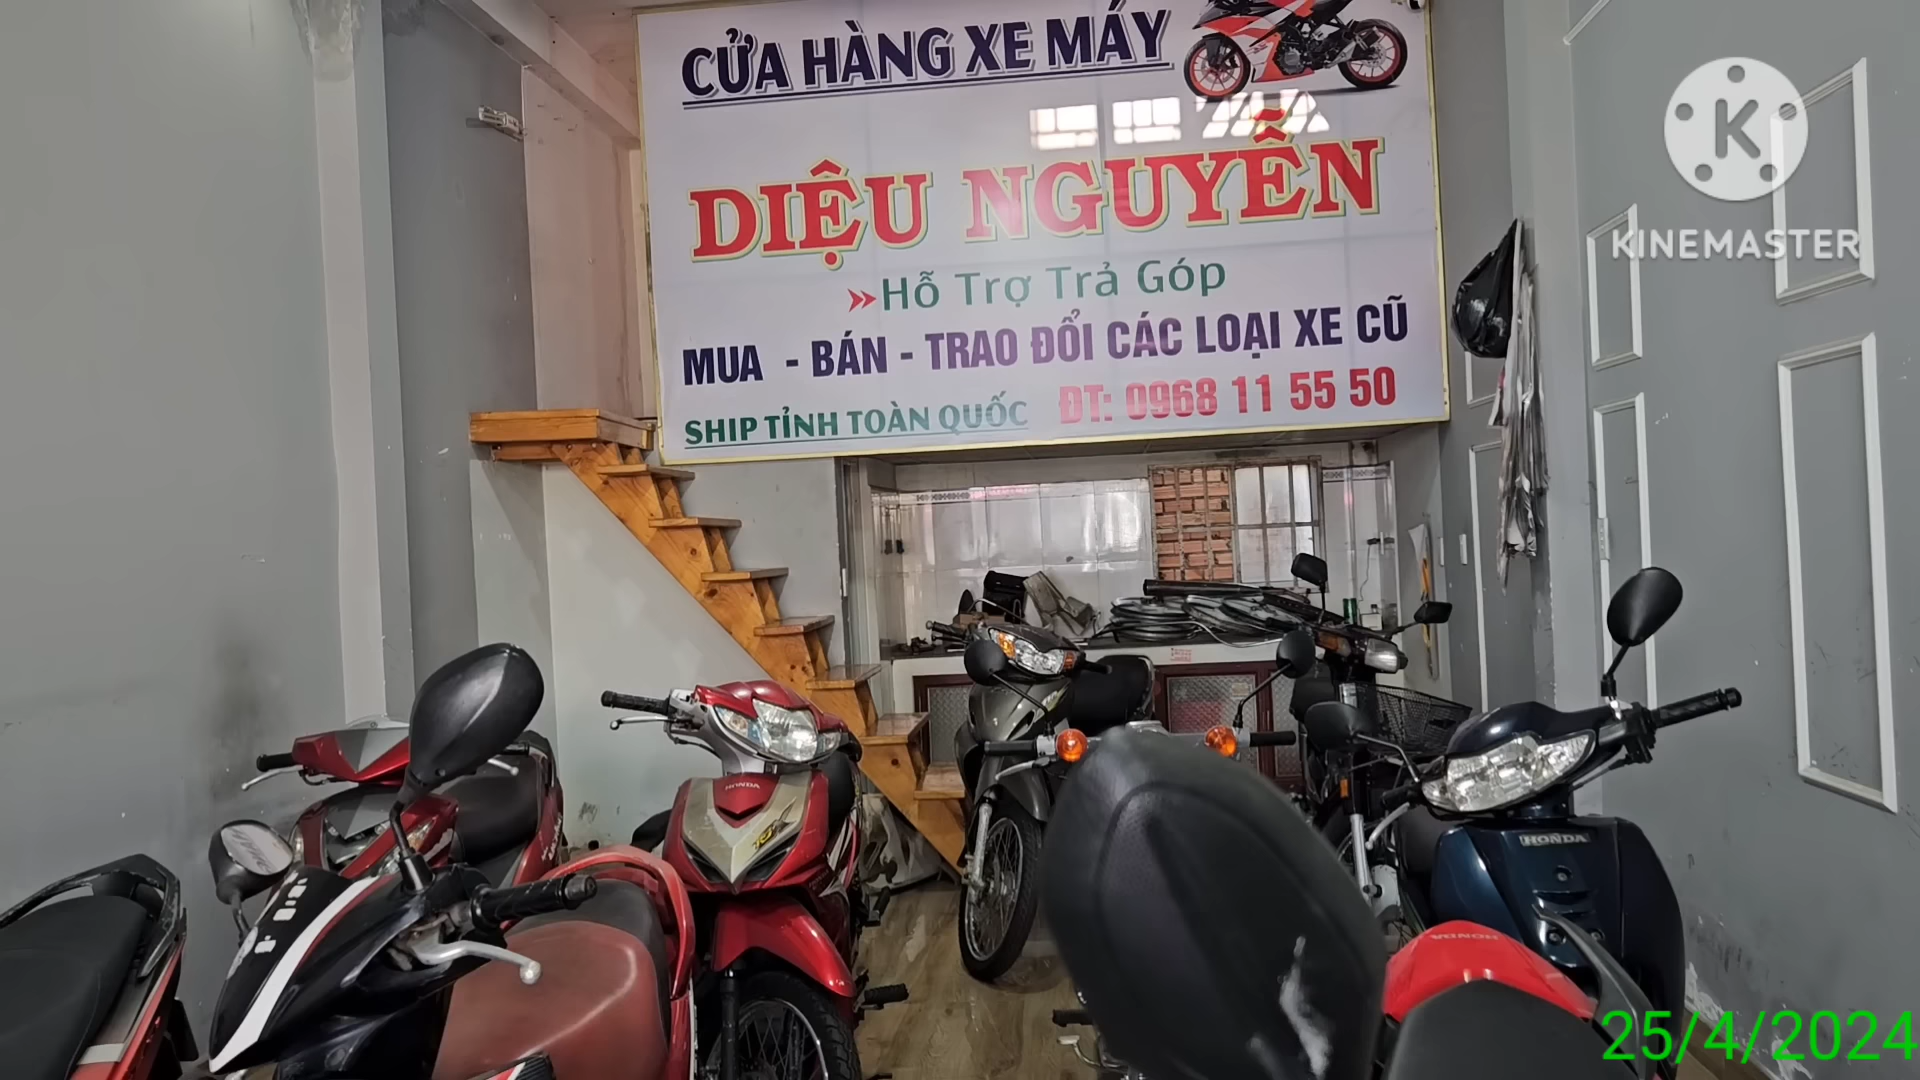 CỬA HÀNG XE MÁY
DIỆU NGUYỄN
»Hỗ Trợ Trả Góp
MUA - BÁN - TRAO ĐỔI CÁC LOẠI XE CŨ
SHIP TỈNH TOÀN QUỐC ĐT: 0968 11 55 50
K
KINEMASTER
HONDA
HONDA
HONDA
25/4/2024